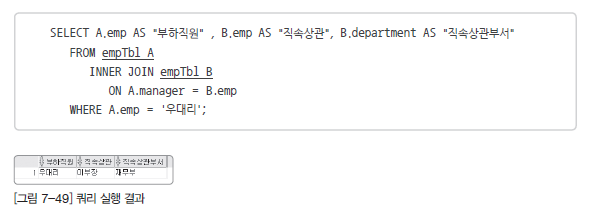 SELECT A.emp AS "부하직원" , B.emp AS "직속상관", B.department AS "직속상관부서"
FROM empTbl A
INNER JOIN empTbl B
ON A.manager = B.emp
WHERE A.emp = '우대리';
부하직원 직속상관 직속상관부서
1 우대리 이부장 재무부
[그림 7-49] 쿼리 실행 결과